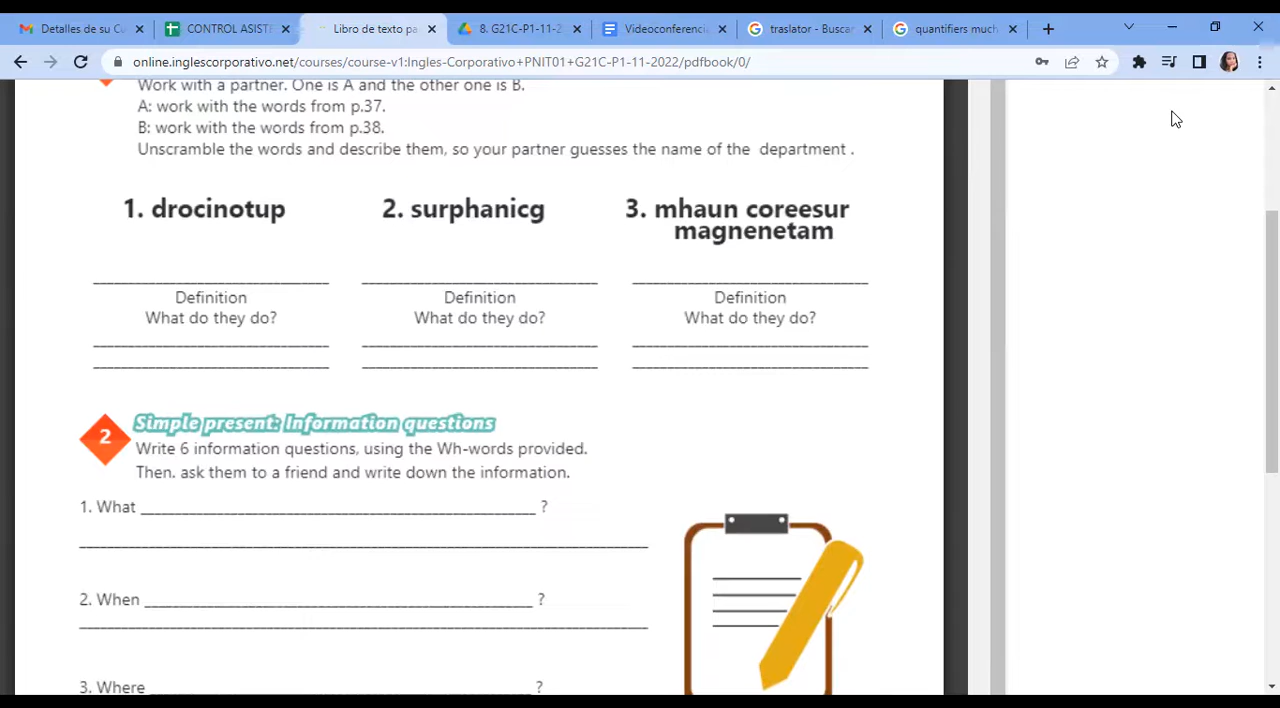 Detalles de su Cu
CONTROL ASISTE
Libro de texto pa
8. G21C-P1-11-2
Videoconferenci
traslator - Buscar
quantifiers much
online.inglescorporativo.net/courses/course-v1:Ingles-Corporativo+PNIT01+G21C-P1-11-2022/pdfbook/0/
Work with a partner. One is A and the other one is B.
A: work with the words from p.37.
B: work with the words from p.38.
Unscramble the words and describe them, so your partner guesses the name of the department .
1. drocinotup
2. surphanicg
3. mhaun coreesur
magnenetam
Definition
What do they do?
Definition
What do they do?
Definition
What do they do?
2
Simple present: Information questions
Write 6 information questions, using the Wh-words provided.
Then. ask them to a friend and write down the information.
1. What ?
2. When ?
3. Where ?